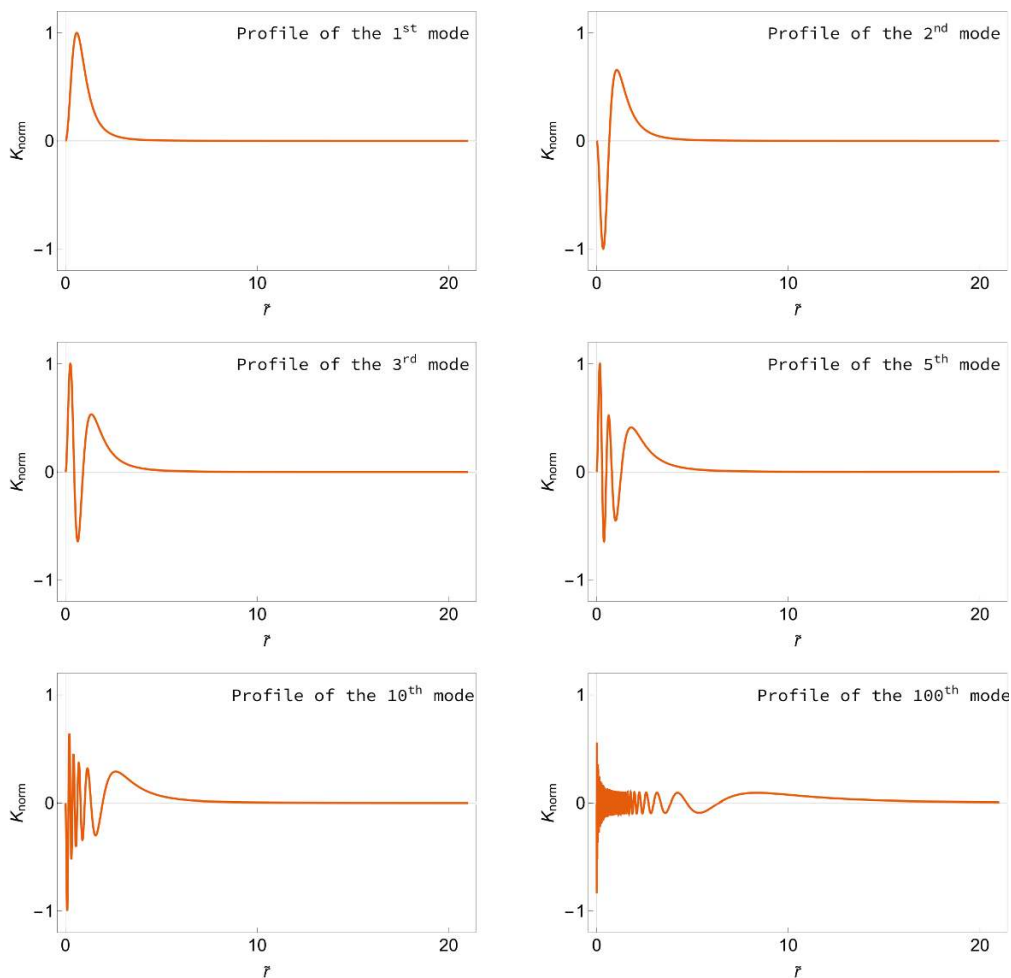 Profile of the 1st mode
1
0
−1
K_norm
0 10 20
r̃
Profile of the 2nd mode
1
0
−1
K_norm
0 10 20
r̃
Profile of the 3rd mode
1
0
−1
K_norm
0 10 20
r̃
Profile of the 5th mode
1
0
−1
K_norm
0 10 20
r̃
Profile of the 10th mode
1
0
−1
K_norm
0 10 20
r̃
Profile of the 100th mode
1
0
−1
K_norm
0 10 20
r̃